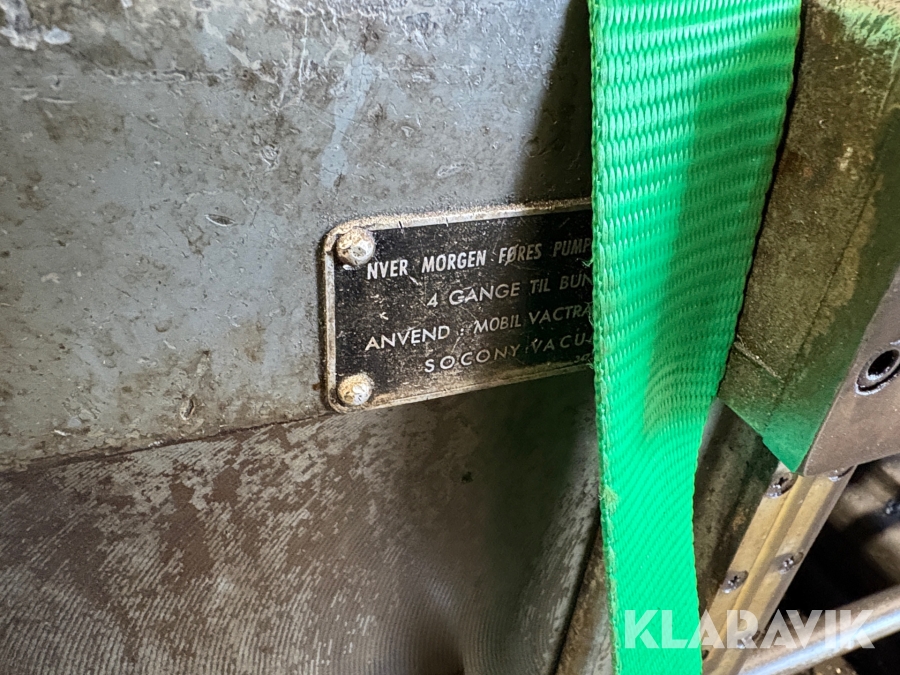 NVER MORGEN FØRES PUMP
4 GANGE TIL BUN
ANVEND : MOBIL VACTRA
SOCONY-VACU
KLARAVIK